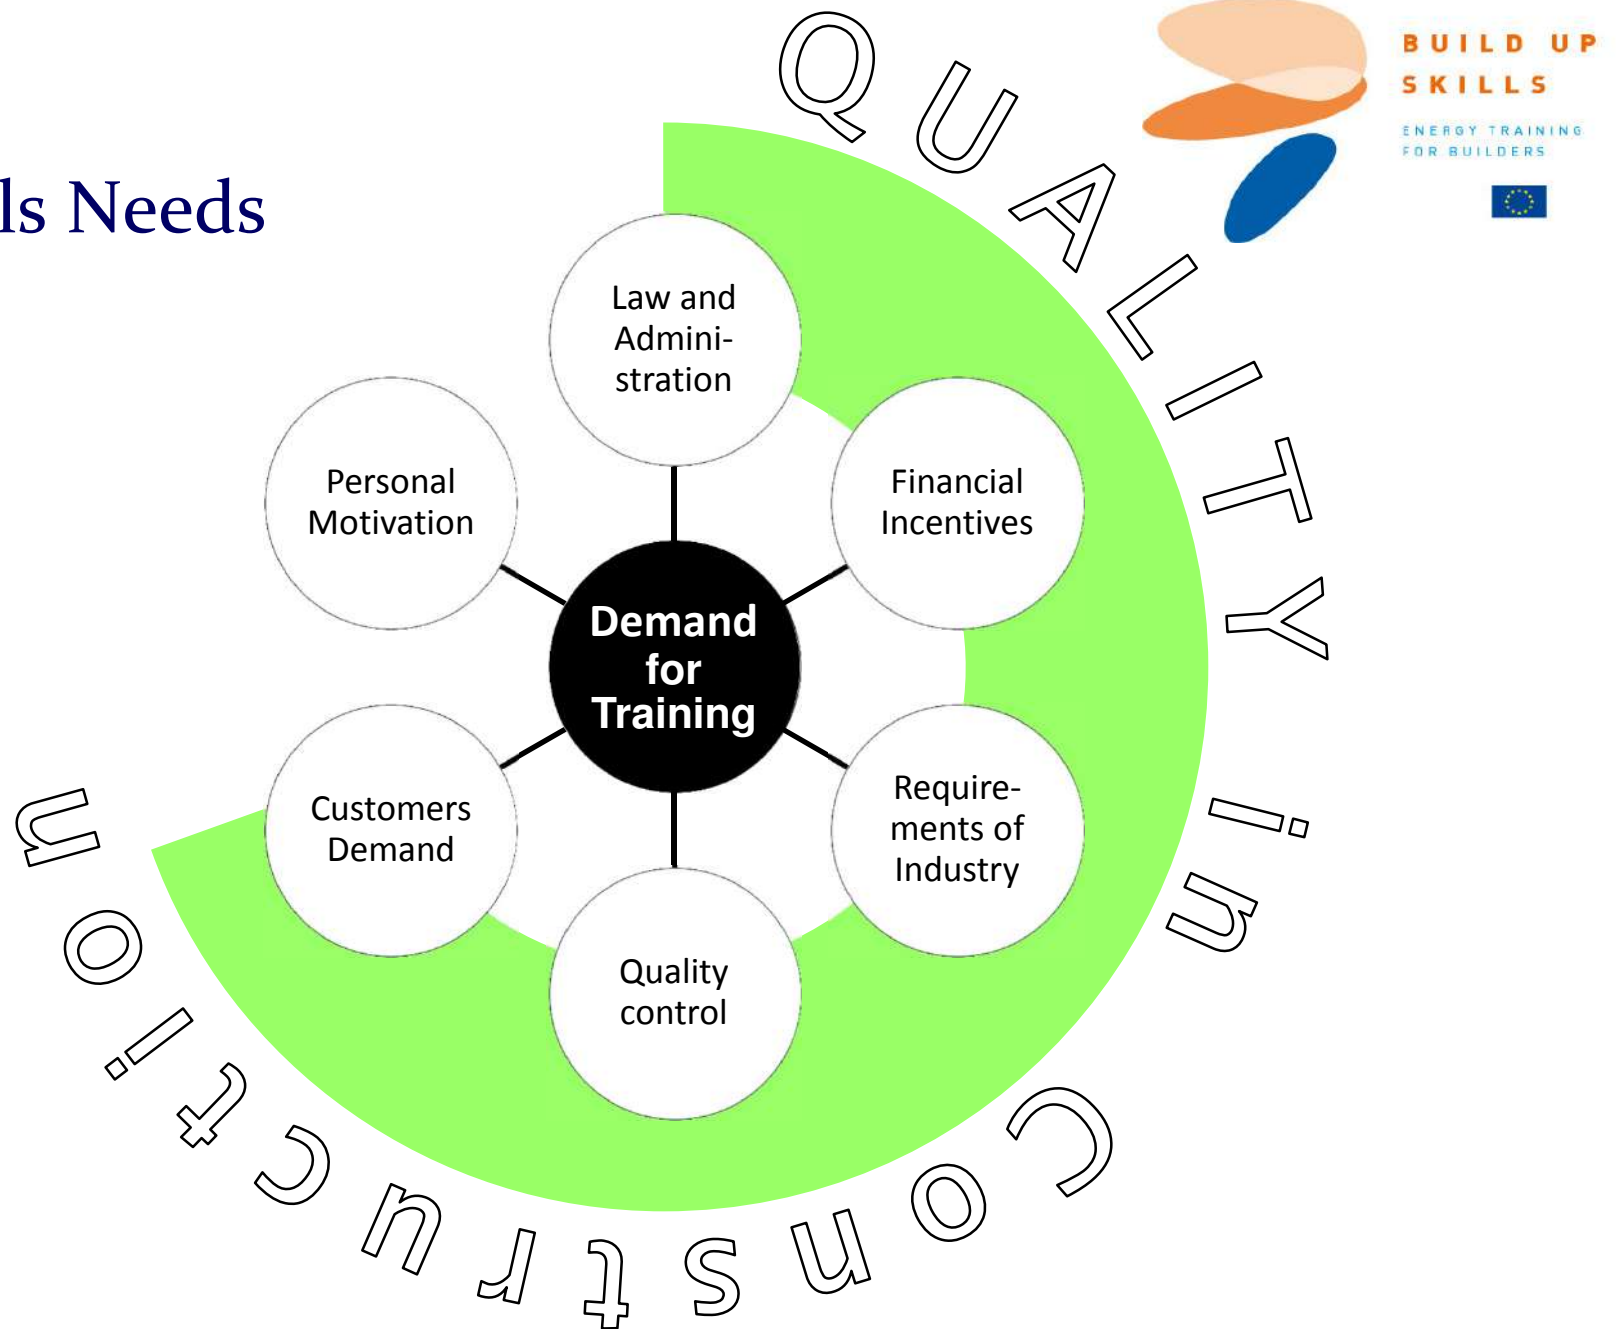 ls Needs
BUILD UP
SKILLS
ENERGY TRAINING
FOR BUILDERS
QUALITY in Construction
Law and
Admini-
stration
Financial
Incentives
Require-
ments of
Industry
Quality
control
Customers
Demand
Personal
Motivation
Demand
for
Training